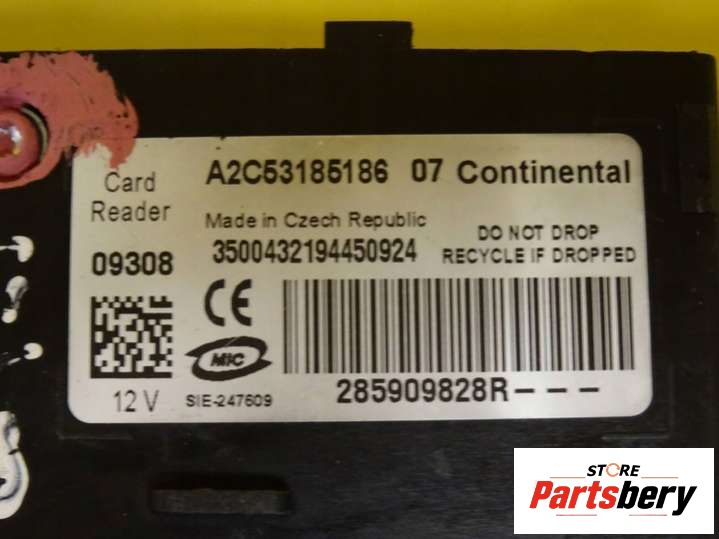 Card
Reader
09308
12 V
A2C53185186 07 Continental
Made in Czech Republic
3500432194450924
DO NOT DROP
RECYCLE IF DROPPED
CE
MIC
SIE-247609
285909828R---
STORE
Partsbery